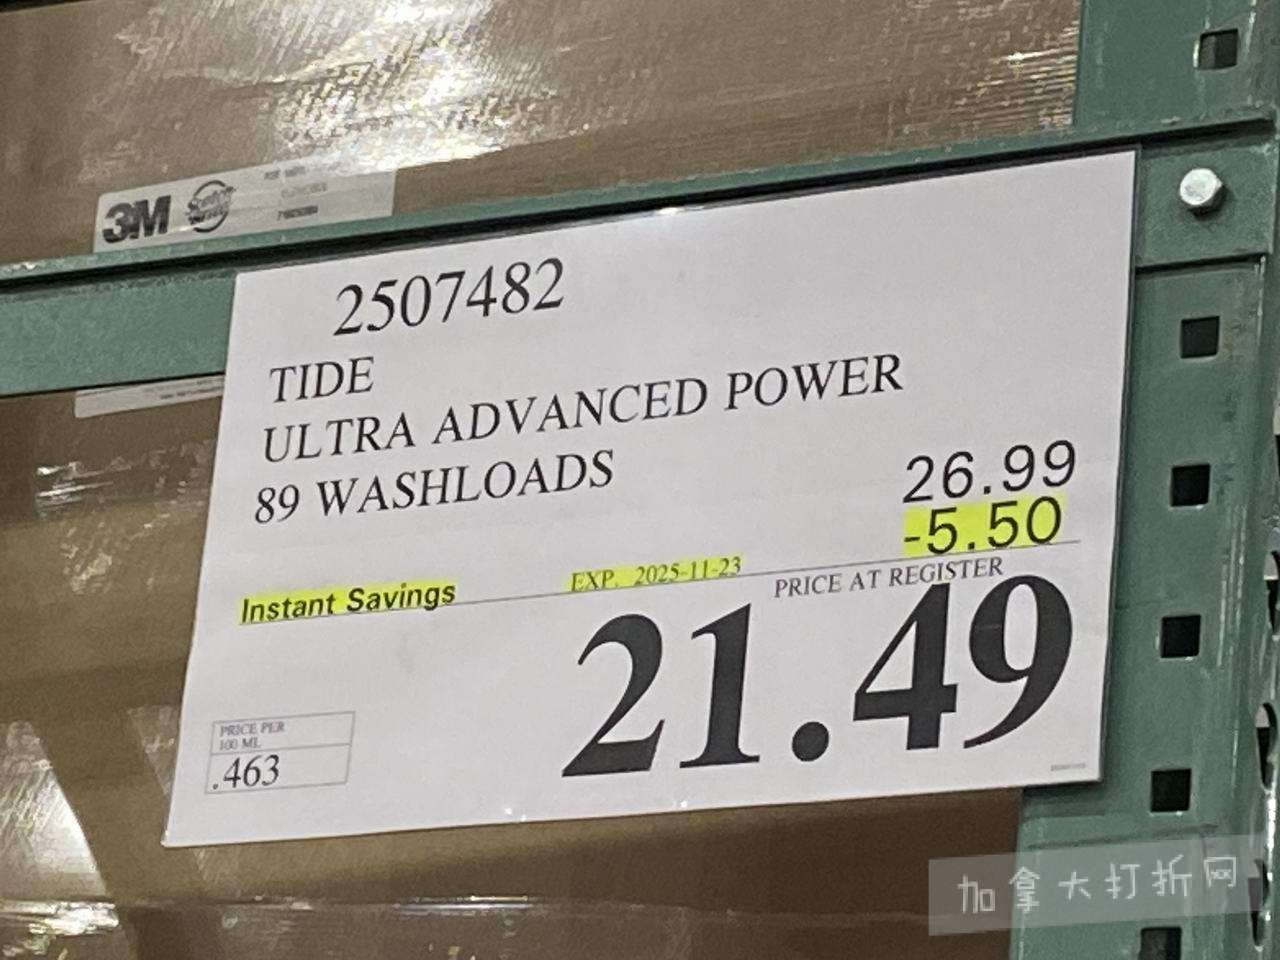 3M
2507482
TIDE
ULTRA ADVANCED POWER
89 WASHLOADS
26.99
-5.50
Instant Savings
EXP. 2025-11-23
PRICE AT REGISTER
21.49
PRICE PER
100 ML
.463
加拿大打折网